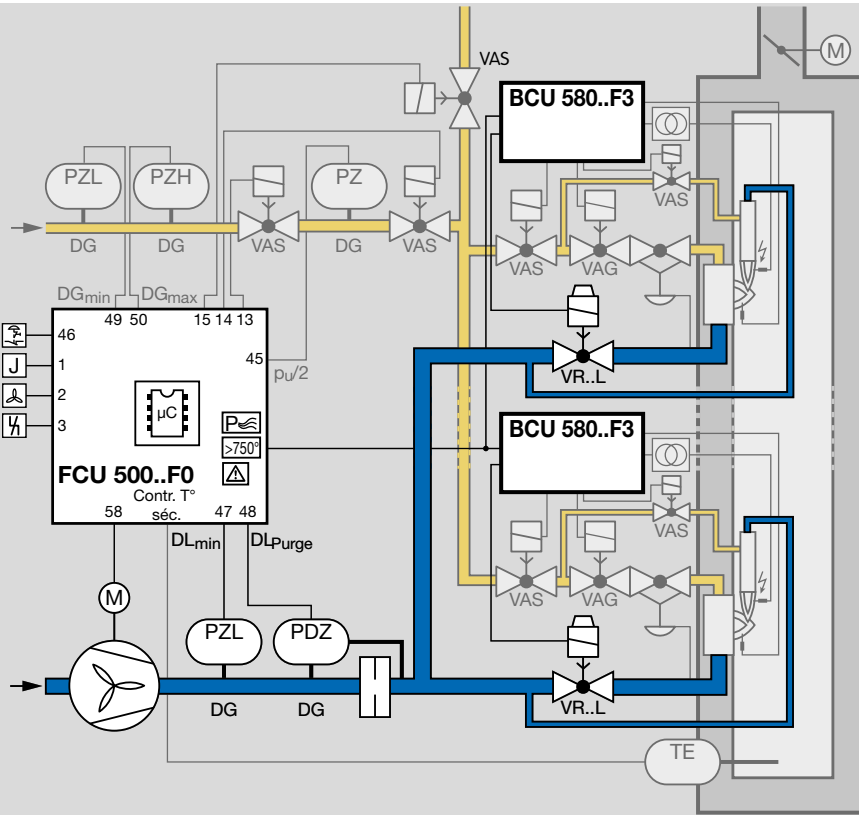 M
VAS
BCU 580..F3
PZL
PZH
PZ
VAS
DG
DG
VAS
DG
VAS
VAS
VAG
DGmin
DGmax
49 50
15 14 13
46
J
1
45
pu/2
2
3
µC
P
>750°
VR..L
BCU 580..F3
FCU 500..F0
Contr. T°
séc.
58
47 48
DLmin
DLPurge
VAS
VAS
VAG
M
PZL
PDZ
DG
DG
VR..L
TE